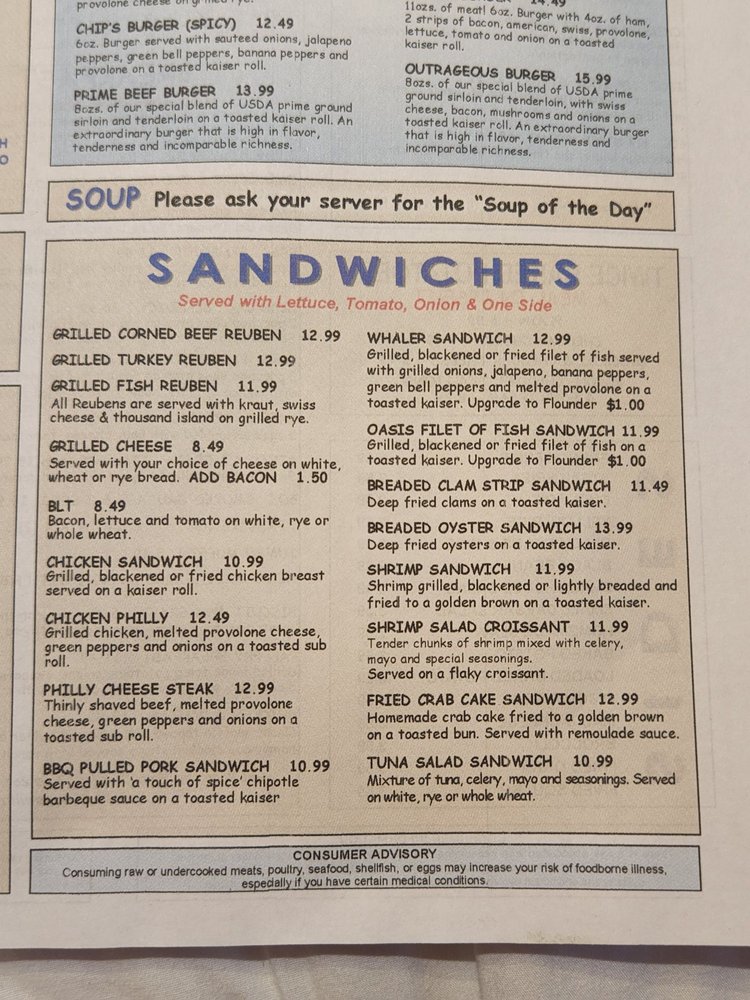 provolone cheese on grilled rye.
CHIP'S BURGER (SPICY) 12.49
6oz. Burger served with sauteed onions, jalapeno
peppers, green bell peppers, banana peppers and
provolone on a toasted kaiser roll.
PRIME BEEF BURGER 13.99
8ozs. of our special blend of USDA prime ground
sirloin and tenderloin on a toasted kaiser roll. An
extraordinary burger that is high in flavor,
tenderness and incomparable richness.
14.49
11ozs. of meat! 6oz. Burger with 4oz. of ham,
2 strips of bacon, american, swiss, provolone,
lettuce, tomato and onion on a toasted
kaiser roll.
OUTRAGEOUS BURGER 15.99
8ozs. of our special blend of USDA prime
ground sirloin and tenderloin, with swiss
cheese, bacon, mushrooms and onions on a
toasted kaiser roll. An extraordinary burger
that is high in flavor, tenderness and
incomparable richness.
SOUP Please ask your server for the "Soup of the Day"
SANDWICHES
Served with Lettuce, Tomato, Onion & One Side
GRILLED CORNED BEEF REUBEN 12.99
GRILLED TURKEY REUBEN 12.99
GRILLED FISH REUBEN 11.99
All Reubens are served with kraut, swiss
cheese & thousand island on grilled rye.
GRILLED CHEESE 8.49
Served with your choice of cheese on white,
wheat or rye bread. ADD BACON 1.50
BLT 8.49
Bacon, lettuce and tomato on white, rye or
whole wheat.
CHICKEN SANDWICH 10.99
Grilled, blackened or fried chicken breast
served on a kaiser roll.
CHICKEN PHILLY 12.49
Grilled chicken, melted provolone cheese,
green peppers and onions on a toasted sub
roll.
PHILLY CHEESE STEAK 12.99
Thinly shaved beef, melted provolone
cheese, green peppers and onions on a
toasted sub roll.
BBQ PULLED PORK SANDWICH 10.99
Served with 'a touch of spice' chipotle
barbeque sauce on a toasted kaiser
WHALER SANDWICH 12.99
Grilled, blackened or fried filet of fish served
with grilled onions, jalapeno, banana peppers,
green bell peppers and melted provolone on a
toasted kaiser. Upgrade to Flounder $1.00
OASIS FILET OF FISH SANDWICH 11.99
Grilled, blackened or fried filet of fish on a
toasted kaiser. Upgrade to Flounder $1.00
BREADED CLAM STRIP SANDWICH 11.49
Deep fried clams on a toasted kaiser.
BREADED OYSTER SANDWICH 13.99
Deep fried oysters on a toasted kaiser.
SHRIMP SANDWICH 11.99
Shrimp grilled, blackened or lightly breaded and
fried to a golden brown on a toasted kaiser.
SHRIMP SALAD CROISSANT 11.99
Tender chunks of shrimp mixed with celery,
mayo and special seasonings.
Served on a flaky croissant.
FRIED CRAB CAKE SANDWICH 12.99
Homemade crab cake fried to a golden brown
on a toasted bun. Served with remoulade sauce.
TUNA SALAD SANDWICH 10.99
Mixture of tuna, celery, mayo and seasonings. Served
on white, rye or whole wheat.
CONSUMER ADVISORY
Consuming raw or undercooked meats, poultry, seafood, shellfish, or eggs may increase your risk of foodborne illness,
especially if you have certain medical conditions.